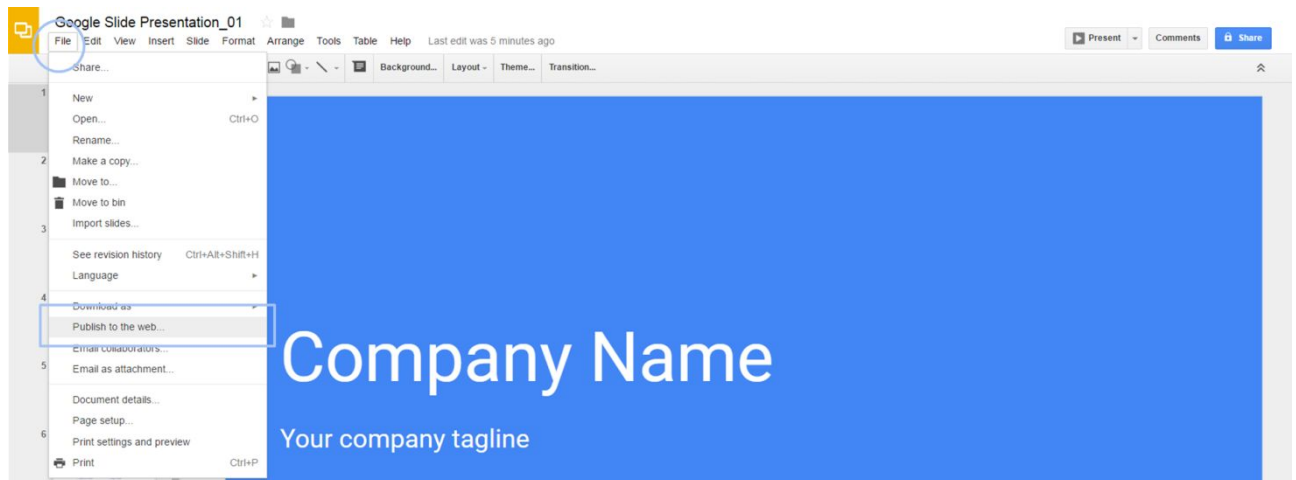 Google Slide Presentation_01
File Edit View Insert Slide Format Arrange Tools Table Help Last edit was 5 minutes ago
Present Comments Share
Share...
Background... Layout Theme... Transition...
1
New
Open... Ctrl+O
Rename...
2
Make a copy...
Move to...
Move to bin
Import slides...
3
See revision history Ctrl+Alt+Shift+H
Language
4
Download as
Publish to the web...
Email collaborators...
5
Email as attachment...
Document details...
Page setup...
6
Print settings and preview
Print Ctrl+P
Company Name
Your company tagline